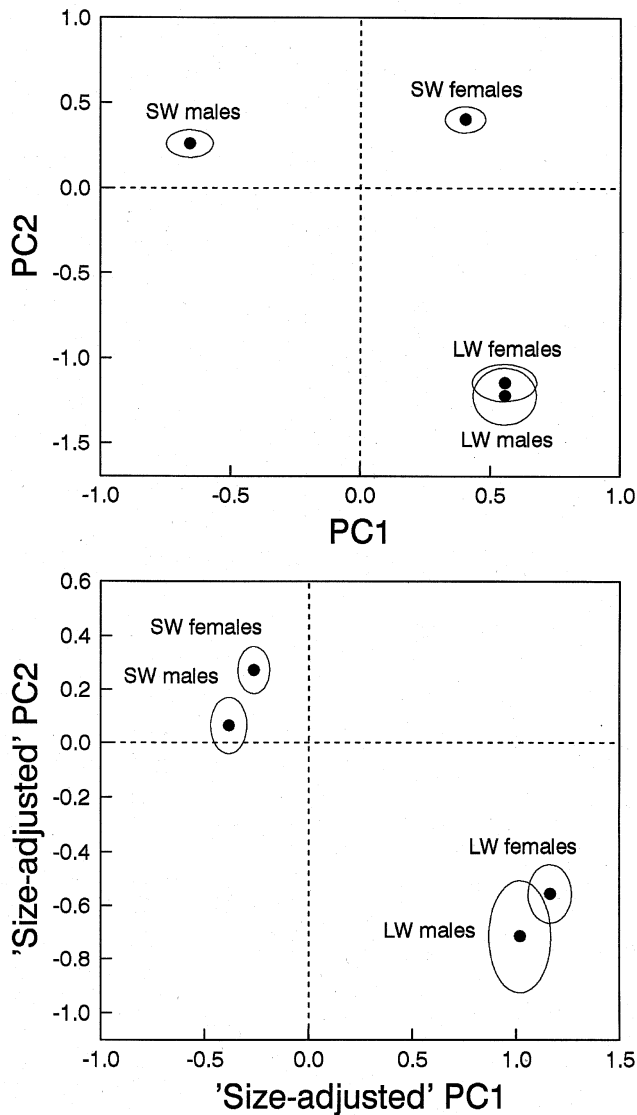 1.0
0.5
0.0
-0.5
-1.0
-1.5
PC2
SW males
SW females
LW females
LW males
-1.0 -0.5 0.0 0.5 1.0
PC1
0.6
0.4
0.2
0.0
-0.2
-0.4
-0.6
-0.8
-1.0
'Size-adjusted' PC2
SW females
SW males
LW females
LW males
-1.0 -0.5 0.0 0.5 1.0 1.5
'Size-adjusted' PC1